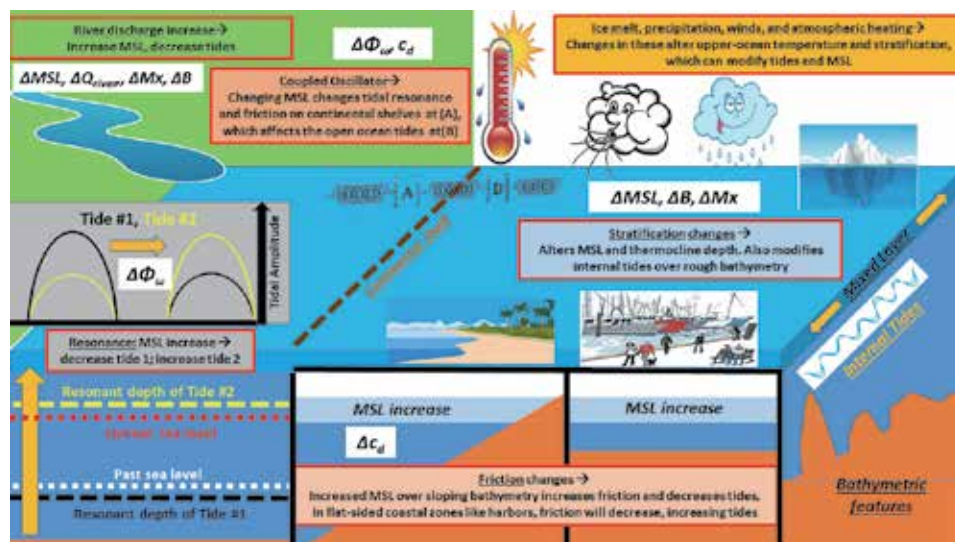 River discharge increase →
Increase MSL, decrease tides
ΔMSL, ΔQriver, ΔMx, ΔB
ΔΦω, cd
Coupled Oscillator →
Changing MSL changes tidal resonance
and friction on continental shelves at [A],
which affects the open ocean tides at [B]
Ice melt, precipitation, winds, and atmospheric heating →
Changes in these alter upper-ocean temperature and stratification,
which can modify tides and MSL
ΔMSL, ΔB, ΔMx
Stratification changes →
Alters MSL and thermocline depth. Also modifies
internal tides over rough bathymetry
Tide #1, Tide #2
ΔΦω
Tidal Amplitude
Resonance: MSL increase →
decrease tide 1; increase tide 2
Mixed Layer
Internal Tides
Resonant depth of Tide #2
sea level
Past sea level
Resonant depth of Tide #1
MSL increase
MSL increase
Δcd
Friction changes →
Increased MSL over sloping bathymetry increases friction and decreases tides.
In flat-sided coastal zones like harbors, friction will decrease, increasing tides
Bathymetric
features